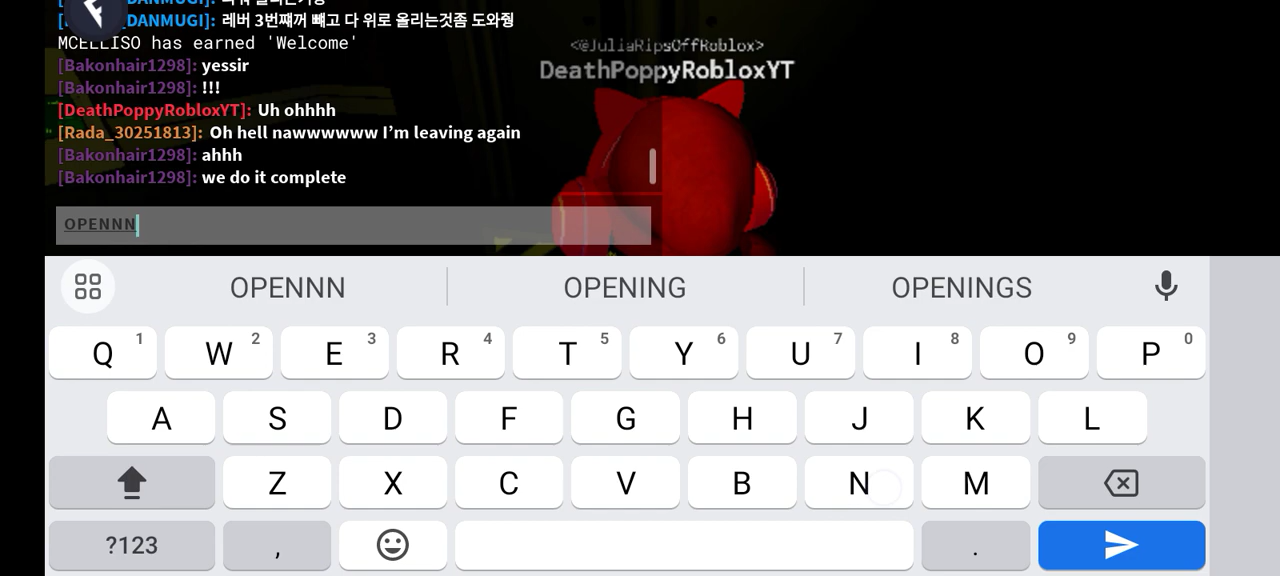 DANMUGI]: 레버 3번째꺼 빼고 다 위로 올리는것좀 도와줭
MCELLISO has earned 'Welcome'
<@JuliaRipsOffRoblox>
DeathPoppyRobloxYT
[Bakonhair1298]: yessir
[Bakonhair1298]: !!!
[DeathPoppyRobloxYT]: Uh ohhhh
[Rada_30251813]: Oh hell nawwwwww I'm leaving again
[Bakonhair1298]: ahhh
[Bakonhair1298]: we do it complete
OPENNN
OPENNN OPENING OPENINGS
Q 1 W 2 E 3 R 4 T 5 Y 6 U 7 I 8 O 9 P 0
A S D F G H J K L
Z X C V B N M
?123 , .